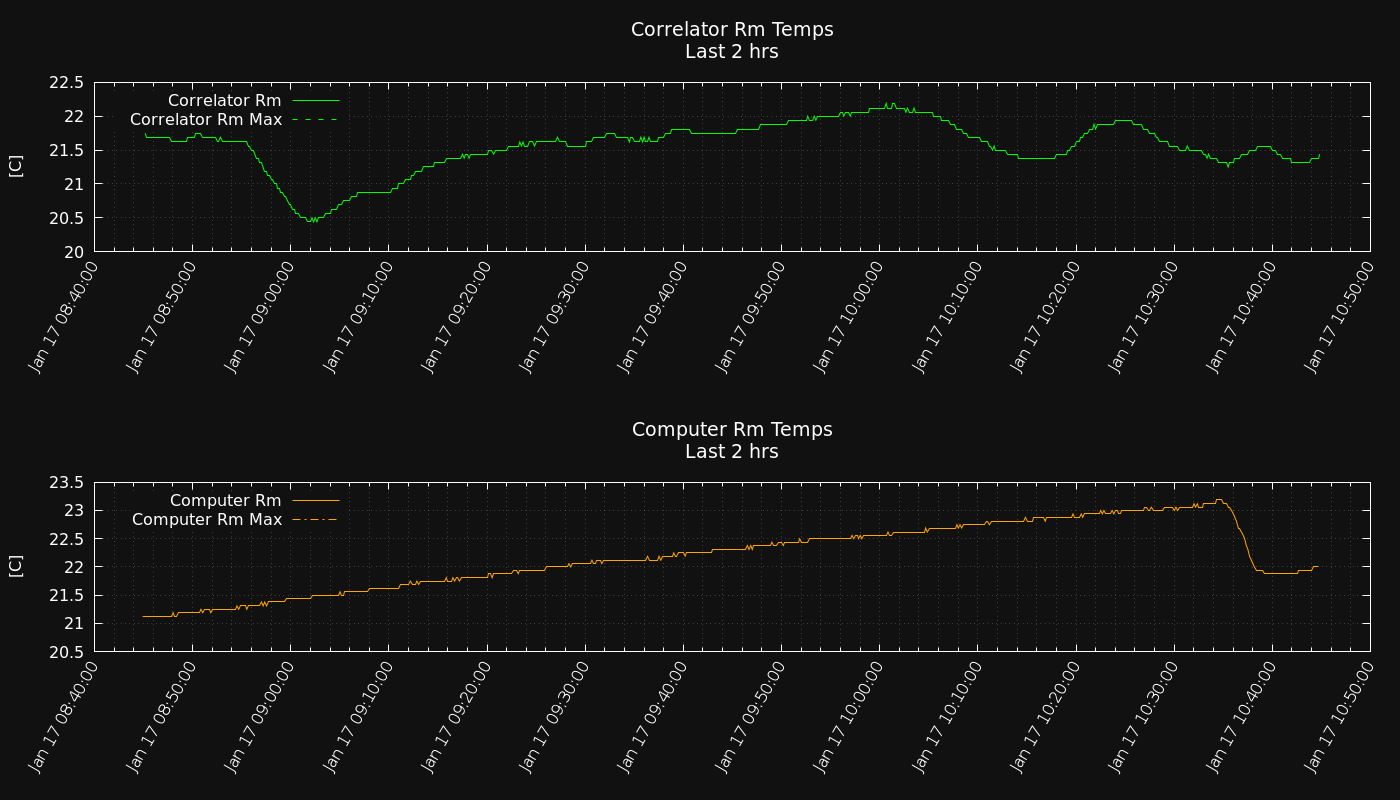 Correlator Rm Temps
Last 2 hrs
22.5
22
21.5
21
20.5
20
[C]
Correlator Rm
Correlator Rm Max
Jan 17 08:40:00
Jan 17 08:50:00
Jan 17 09:00:00
Jan 17 09:10:00
Jan 17 09:20:00
Jan 17 09:30:00
Jan 17 09:40:00
Jan 17 09:50:00
Jan 17 10:00:00
Jan 17 10:10:00
Jan 17 10:20:00
Jan 17 10:30:00
Jan 17 10:40:00
Jan 17 10:50:00
Computer Rm Temps
Last 2 hrs
23.5
23
22.5
22
21.5
21
20.5
[C]
Computer Rm
Computer Rm Max
Jan 17 08:40:00
Jan 17 08:50:00
Jan 17 09:00:00
Jan 17 09:10:00
Jan 17 09:20:00
Jan 17 09:30:00
Jan 17 09:40:00
Jan 17 09:50:00
Jan 17 10:00:00
Jan 17 10:10:00
Jan 17 10:20:00
Jan 17 10:30:00
Jan 17 10:40:00
Jan 17 10:50:00